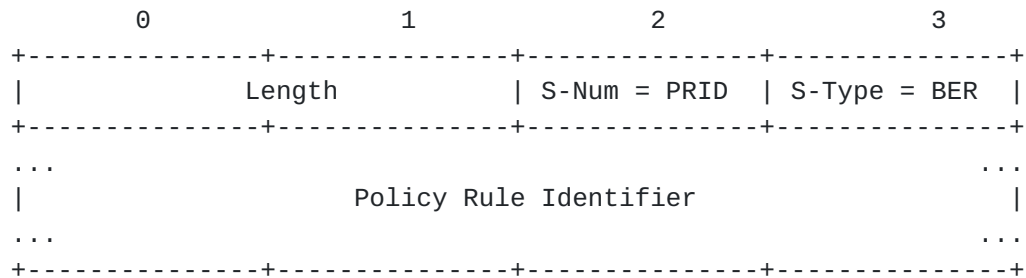 0 1 2 3
+---------------+---------------+---------------+---------------+
| Length | S-Num = PRID | S-Type = BER |
+---------------+---------------+---------------+---------------+
... ...
| Policy Rule Identifier |
... ...
+---------------+---------------+---------------+---------------+